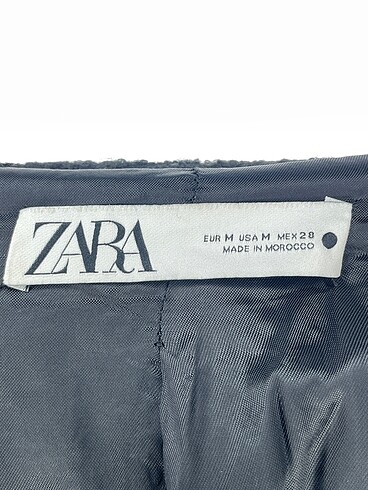 ZARA
EUR M USA M MEX 28
MADE IN MOROCCO